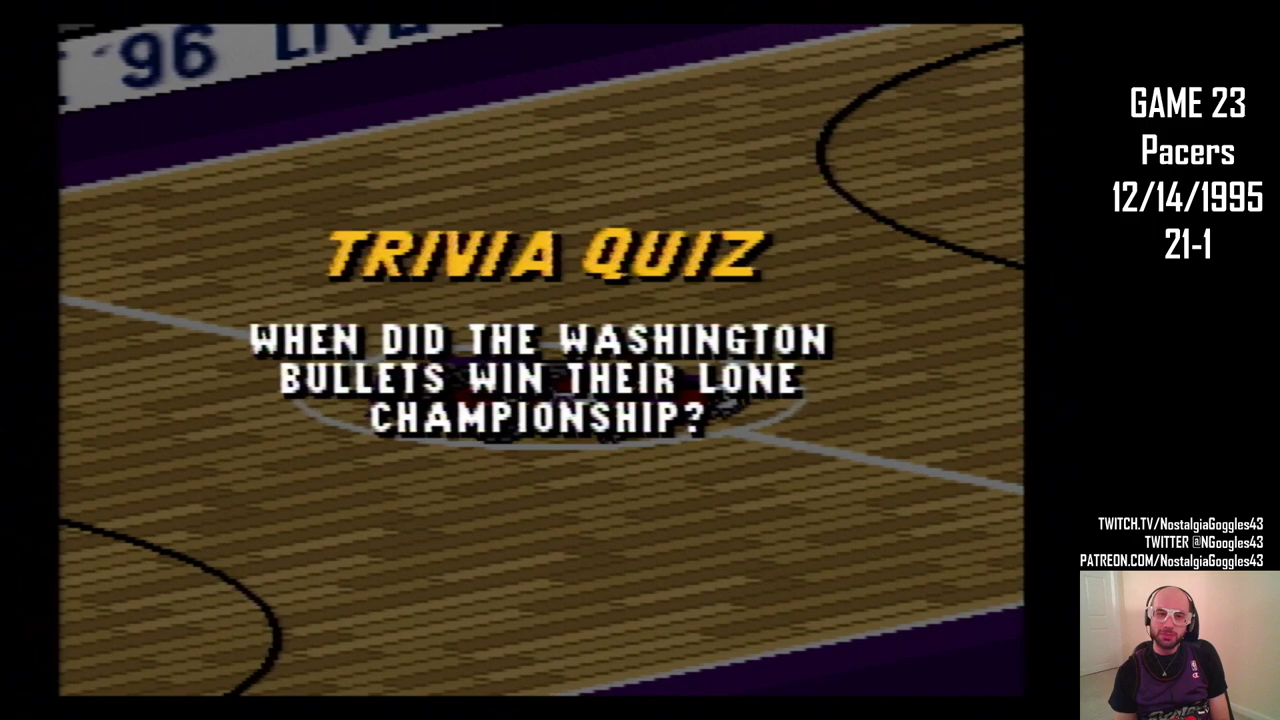 '96 LIVE
TRIVIA QUIZ
WHEN DID THE WASHINGTON
BULLETS WIN THEIR LONE
CHAMPIONSHIP?
GAME 23
Pacers
12/14/1995
21-1
TWITCH.TV/NostalgiaGoggles43
TWITTER @NGoogles43
PATREON.COM/NostalgiaGoggles43